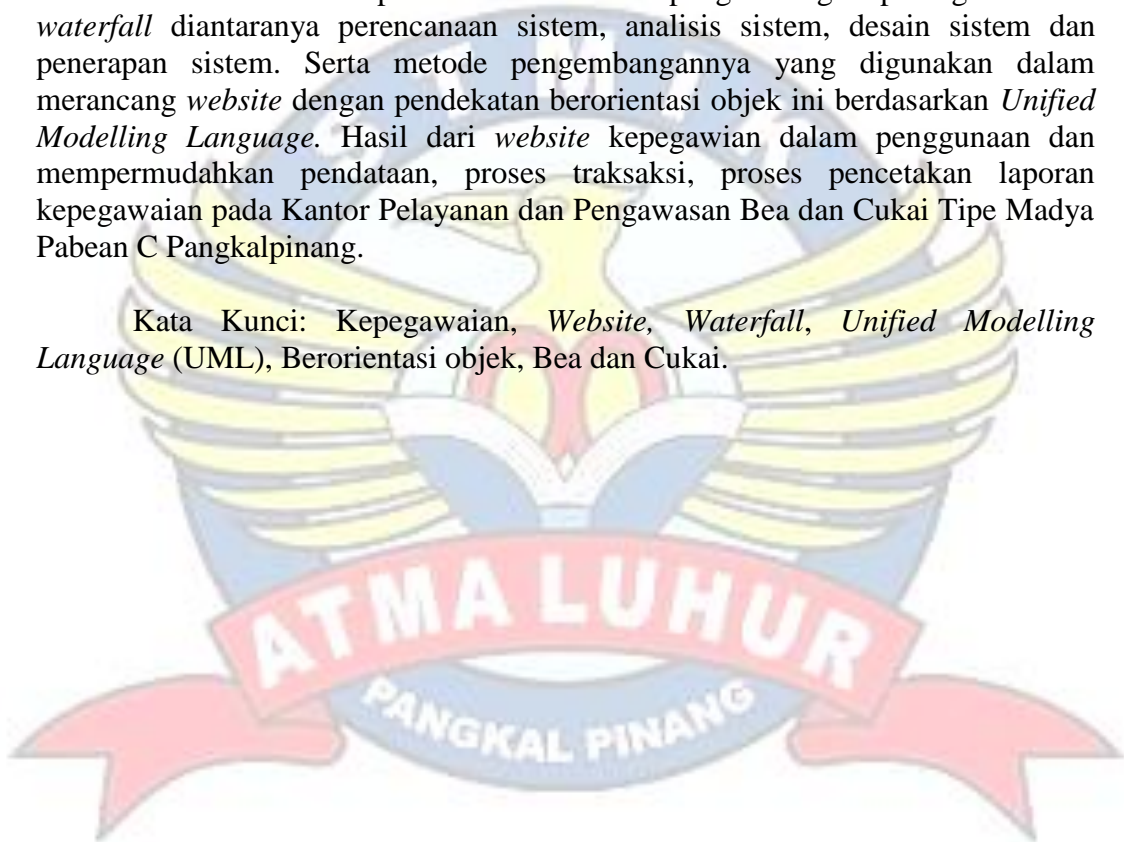 waterfall diantaranya perencanaan sistem, analisis sistem, desain sistem dan
penerapan sistem. Serta metode pengembangannya yang digunakan dalam
merancang website dengan pendekatan berorientasi objek ini berdasarkan Unified
Modelling Language. Hasil dari website kepegawian dalam penggunaan dan
mempermudahkan pendataan, proses traksaksi, proses pencetakan laporan
kepegawaian pada Kantor Pelayanan dan Pengawasan Bea dan Cukai Tipe Madya
Pabean C Pangkalpinang.
Kata Kunci: Kepegawaian, Website, Waterfall, Unified Modelling
Language (UML), Berorientasi objek, Bea dan Cukai.
STMIK
ATMA LUHUR
PANGKAL PINANG